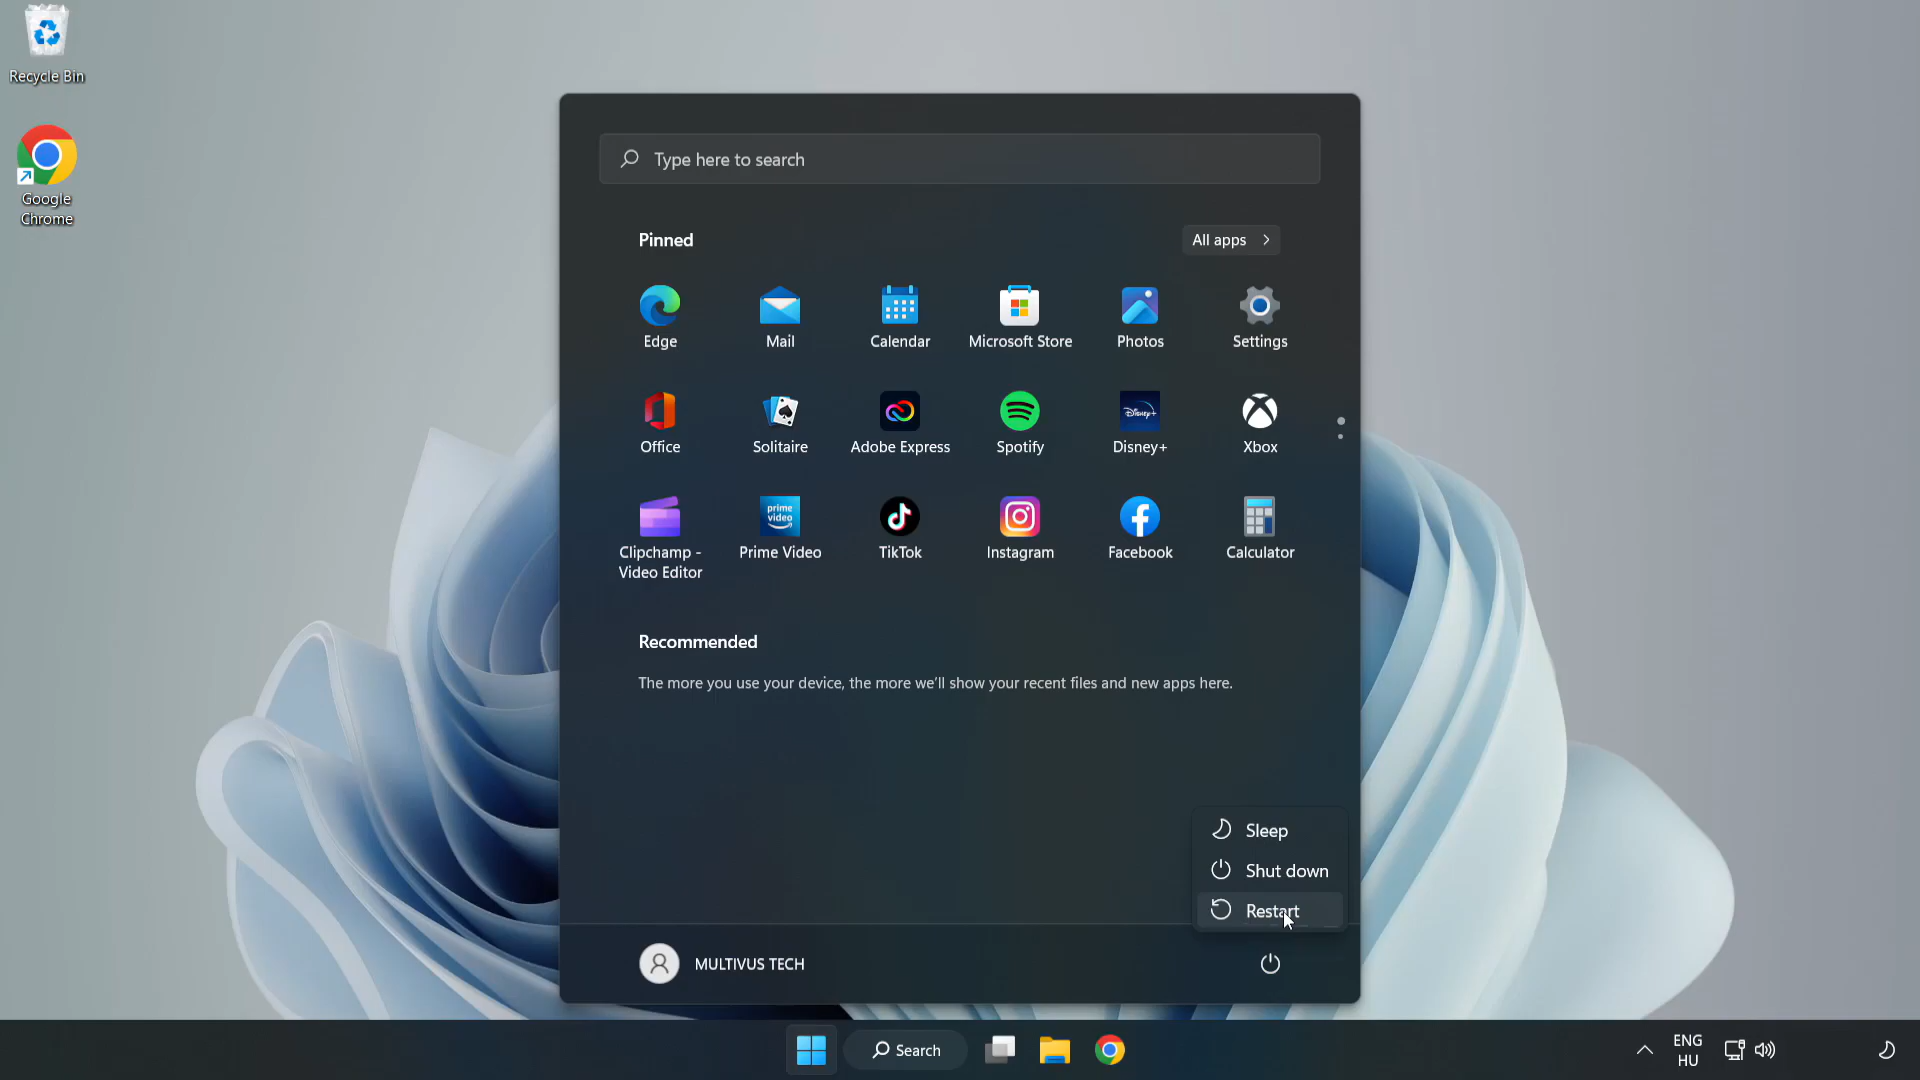 Recycle Bin
Google
Chrome
Type here to search
Pinned
All apps
Edge
Mail
Calendar
Microsoft Store
Photos
Settings
Office
Solitaire
Adobe Express
Spotify
Disney+
Disney+
Xbox
prime
video
Clipchamp -
Video Editor
Prime Video
TikTok
Instagram
Facebook
Calculator
Recommended
The more you use your device, the more we'll show your recent files and new apps here.
Sleep
Shut down
Restart
MULTIVUS TECH
Search
ENG
HU